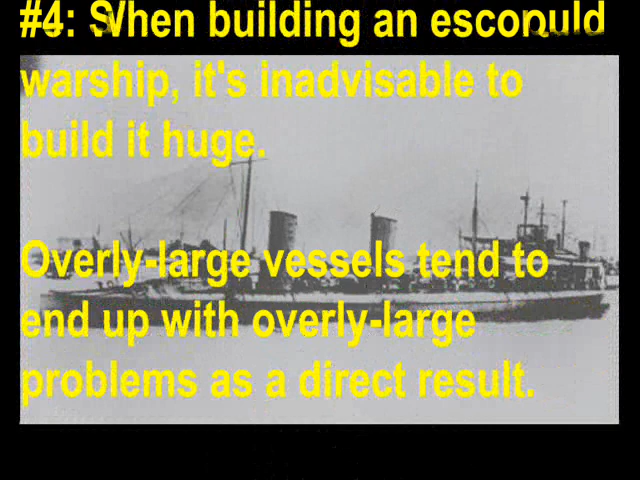 #4: When building an esco
warship, it's inadvisable to
build it huge.
Overly-large vessels tend to
end up with overly-large
problems as a direct result.